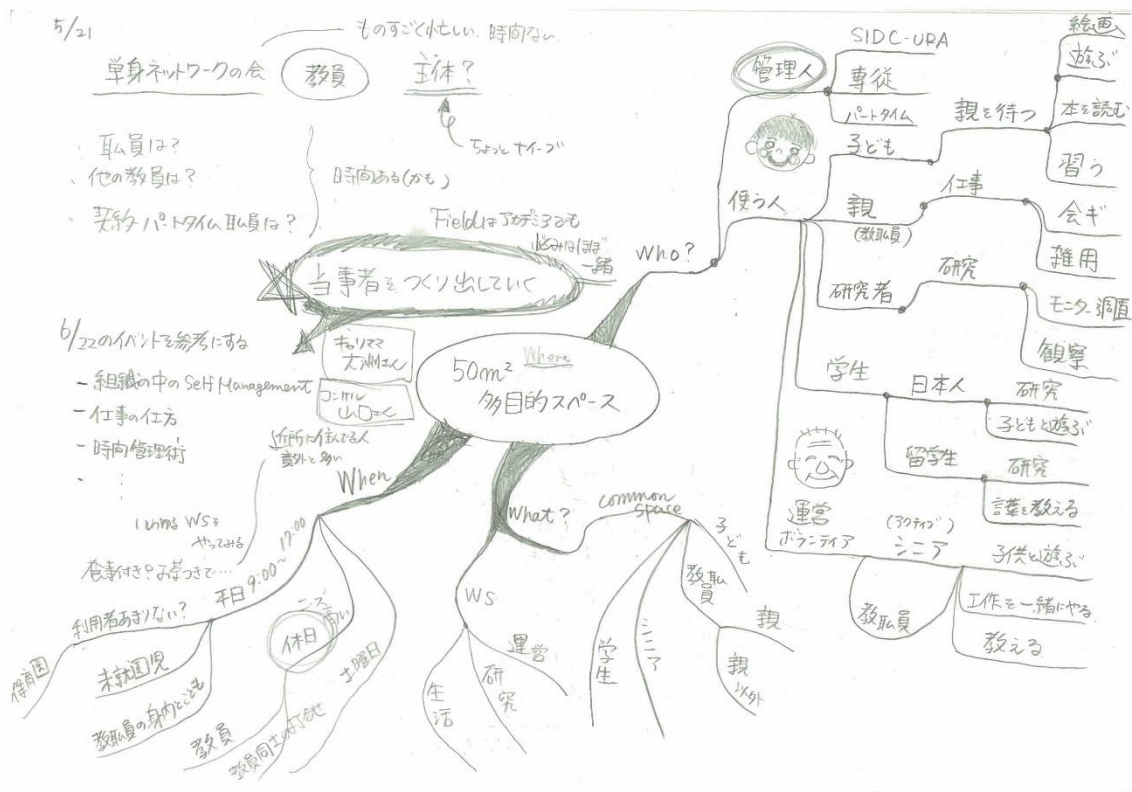 5/21
ものすごく忙しい、時間ない
単身ネットワークの会
教員
主体?
ちょっとナイーブ
職員は?
他の教員は?
契約パートタイム職員は?
時間ある(かも)
Fieldはアカデミアでも
悩みはほぼ
一緒
当事者をつくり出していく
6/22のイベントを参考にする
- 組織の中のSelf Management
- 仕事の仕方
- 時間管理術
キャリママ
コンサル
山口さん
近所に住んでる人
意外と多い
いわゆるWSを
やってみる
食事付き?お茶つきで…
50m² Where
多目的スペース
Who?
管理人
SIDC-URA
専従
パートタイム
使う人
子ども
親を待つ
絵画
遊ぶ
本を読む
習う
親
(教職員)
仕事
会ギ
雑用
研究者
研究
モニター調査
観察
学生
日本人
研究
子どもと遊ぶ
留学生
研究
言葉を教える
運営
ボランティア
(アクティブ)
シニア
子供と遊ぶ
工作を一緒にやる
教える
教職員
What?
common
space
子ども
教職員
親
親以外
シニア
学生
WS
運営
研究
生活
When
平日 9:00~17:00
利用者あまりない?
保育園
未就園児
教職員の身内とこども
ニーズ高い
休日
教員
教員同士の打合
土曜日